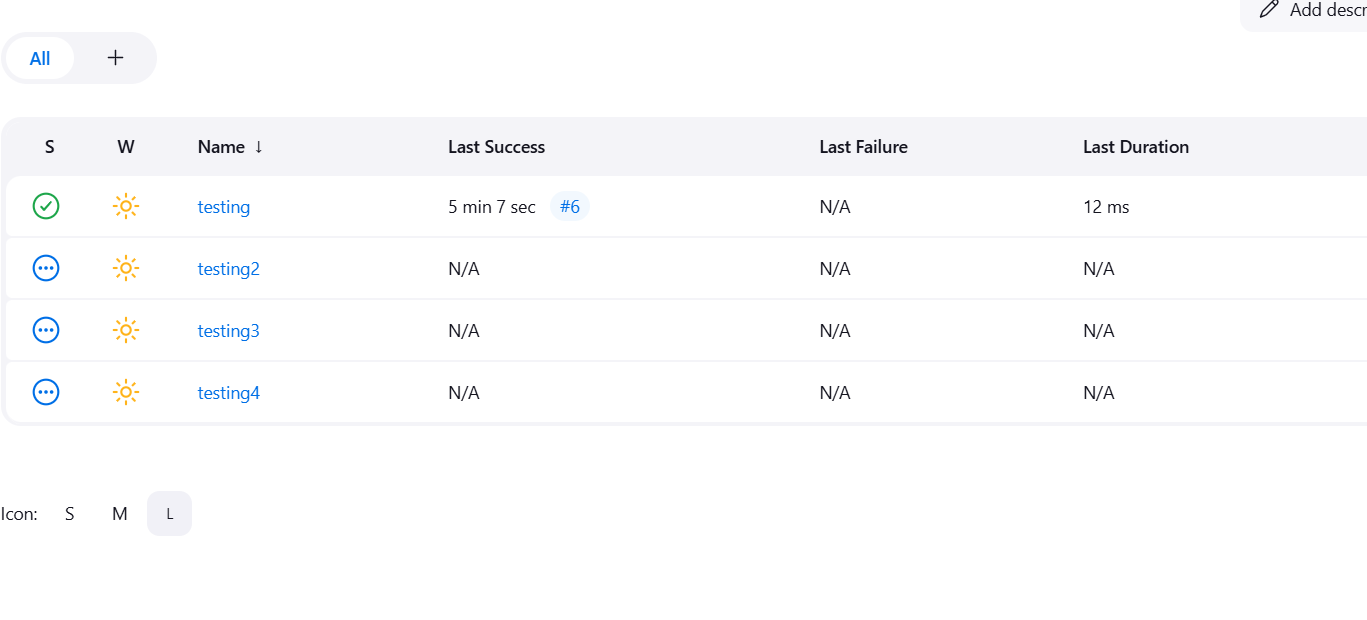 Add descr
All +
S W Name ↓ Last Success Last Failure Last Duration
testing 5 min 7 sec #6 N/A 12 ms
testing2 N/A N/A N/A
testing3 N/A N/A N/A
testing4 N/A N/A N/A
Icon: S M L